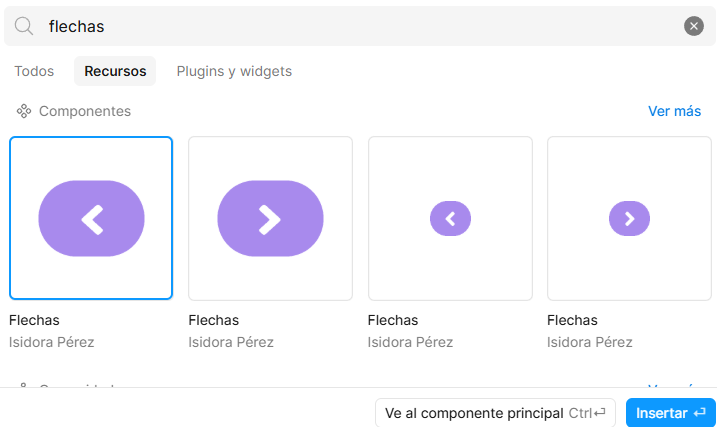 flechas
Todos Recursos Plugins y widgets
Componentes Ver más
Flechas Flechas Flechas Flechas
Isidora Pérez Isidora Pérez Isidora Pérez Isidora Pérez
Ve al componente principal Ctrl⏎ Insertar ⏎